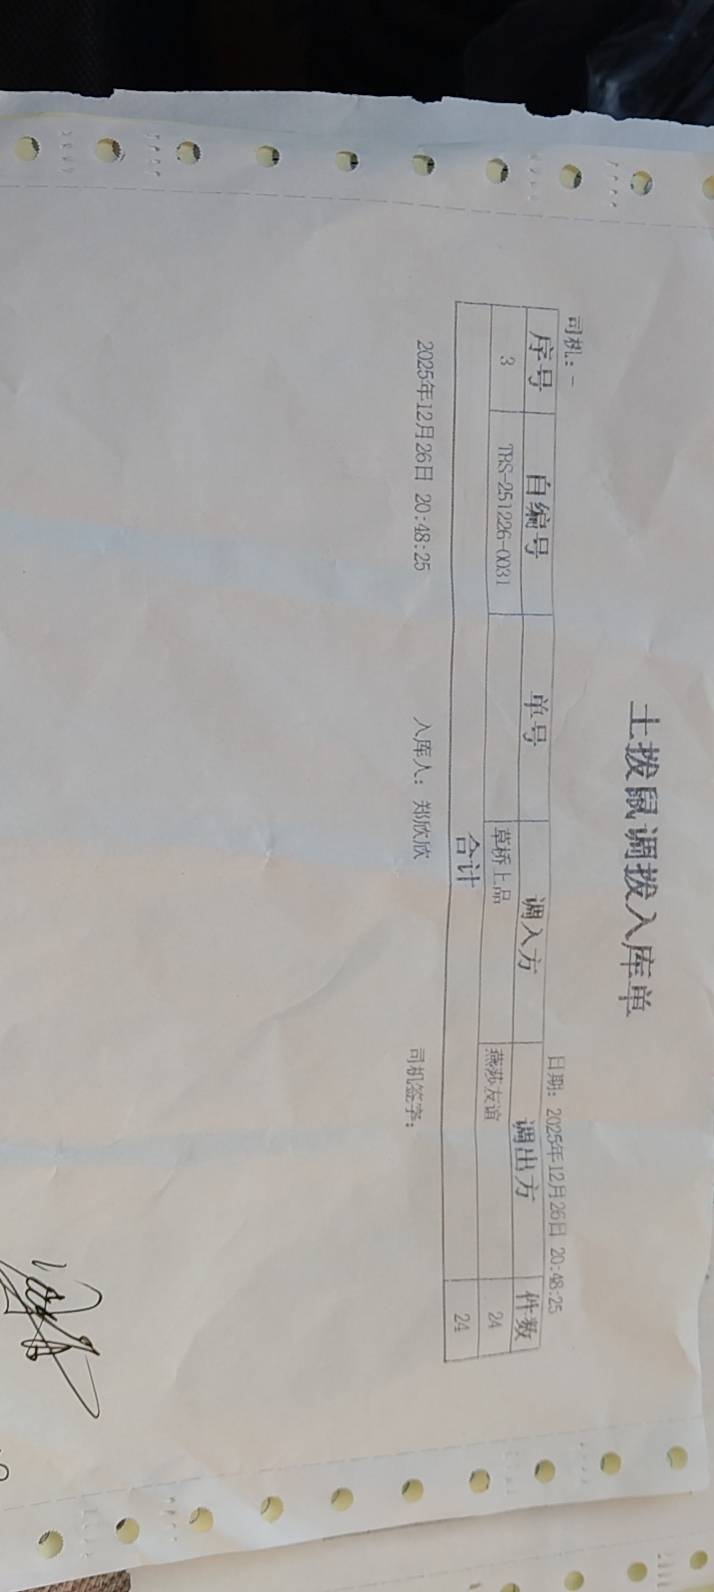 土拨鼠调拨入库单
司机：- 日期：2025年12月26日 20:48:25
序号 自编号 单号 调入方 调出方 件数
3 TBS-251226-0031 草桥上品 燕莎友谊 24
合计 24
2025年12月26日 20:48:25 入库人：郑欣欣 司机签字：